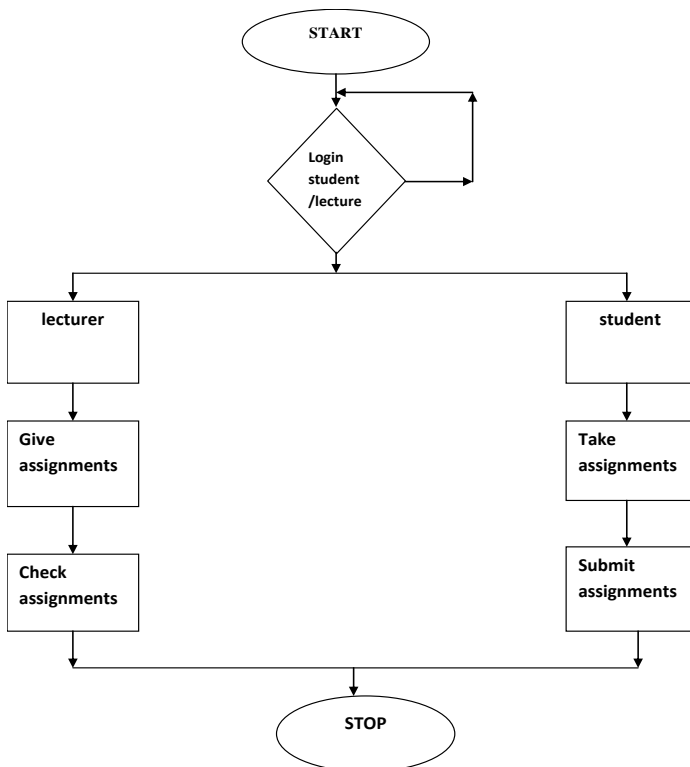 START
Login
student
/lecture
lecturer
student
Give
assignments
Take
assignments
Check
assignments
Submit
assignments
STOP